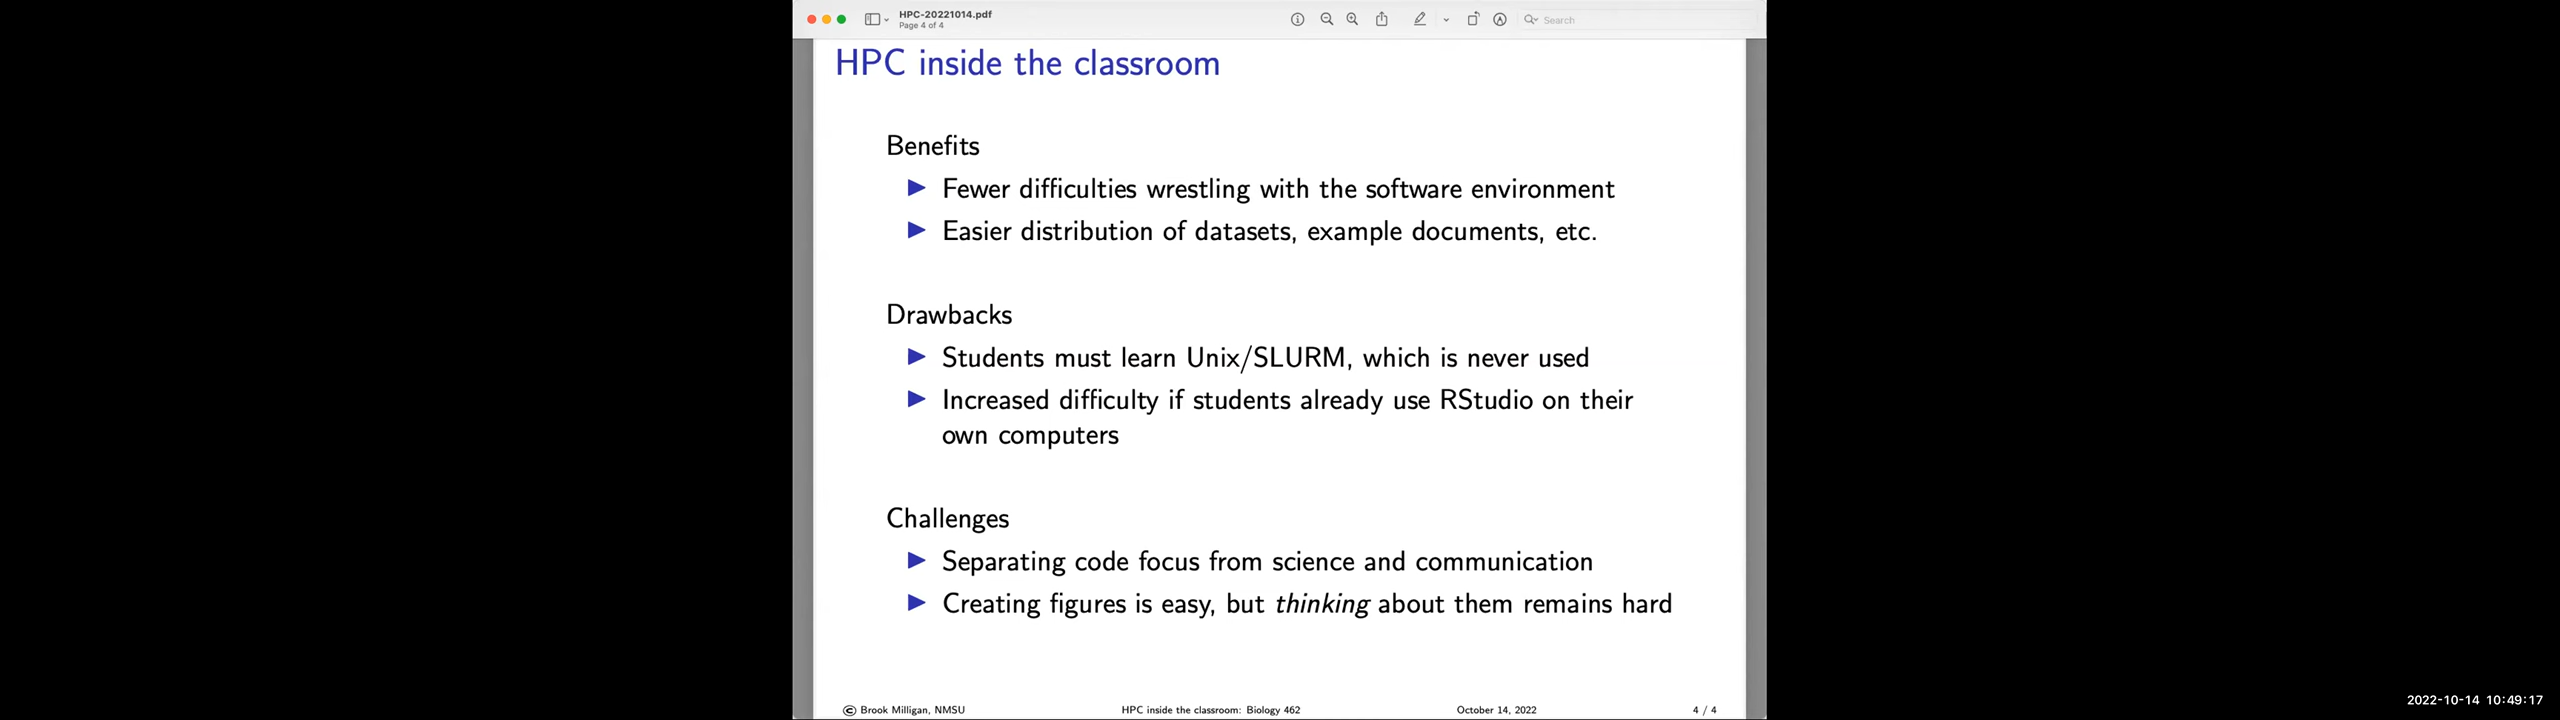 HPC-20221014.pdf
Page 4 of 4
Search
HPC inside the classroom
Benefits
Fewer difficulties wrestling with the software environment
Easier distribution of datasets, example documents, etc.
Drawbacks
Students must learn Unix/SLURM, which is never used
Increased difficulty if students already use RStudio on their
own computers
Challenges
Separating code focus from science and communication
Creating figures is easy, but thinking about them remains hard
© Brook Milligan, NMSU HPC inside the classroom: Biology 462 October 14, 2022 4 / 4
2022-10-14 10:49:17